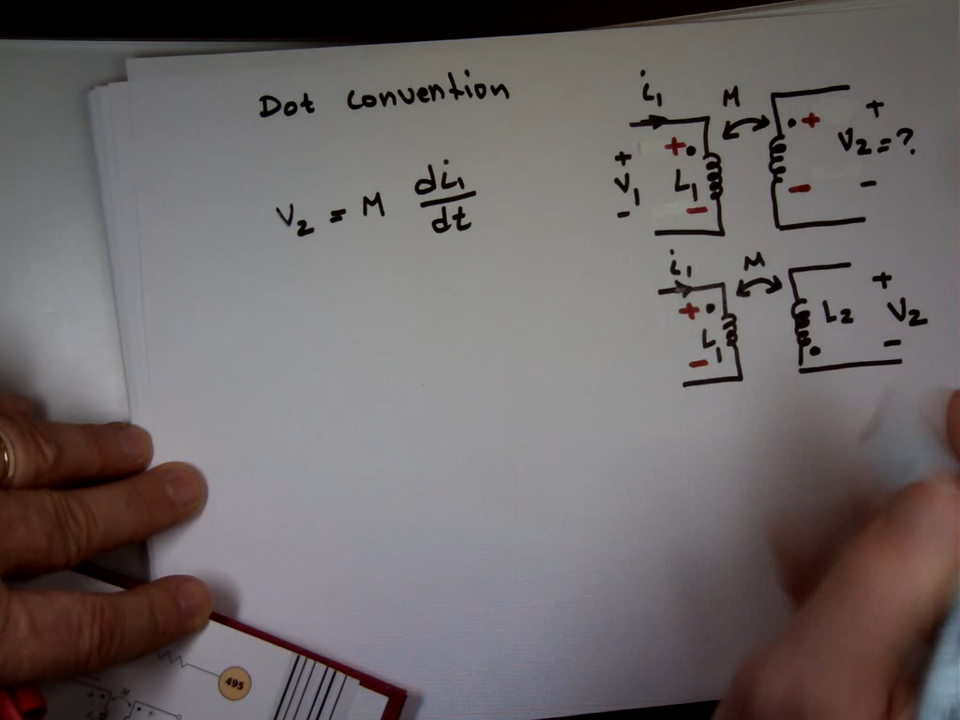 Dot convention
V₂ = M di₁/dt
i₁ M
+ + • • + +
V₁ L₁ V₂=?
- - - -
i₁ M
+ • +
L₁ L₂ V₂
- • -
495